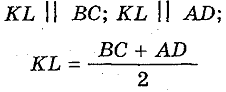 KL || BC; KL || AD;
KL = (BC + AD) / 2